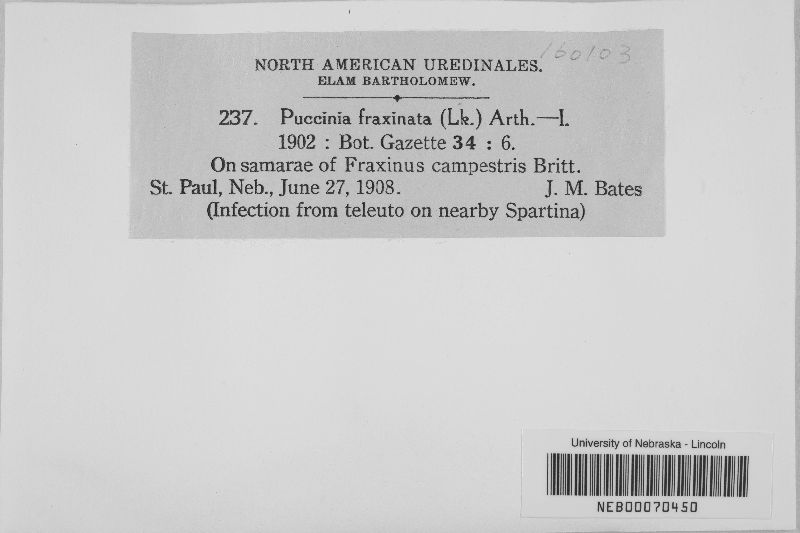 160103
NORTH AMERICAN UREDINALES.
ELAM BARTHOLOMEW.
237. Puccinia fraxinata (Lk.) Arth.—I.
1902 : Bot. Gazette 34 : 6.
On samarae of Fraxinus campestris Britt.
St. Paul, Neb., June 27, 1908. J. M. Bates
(Infection from teleuto on nearby Spartina)
University of Nebraska - Lincoln
NEB00070450